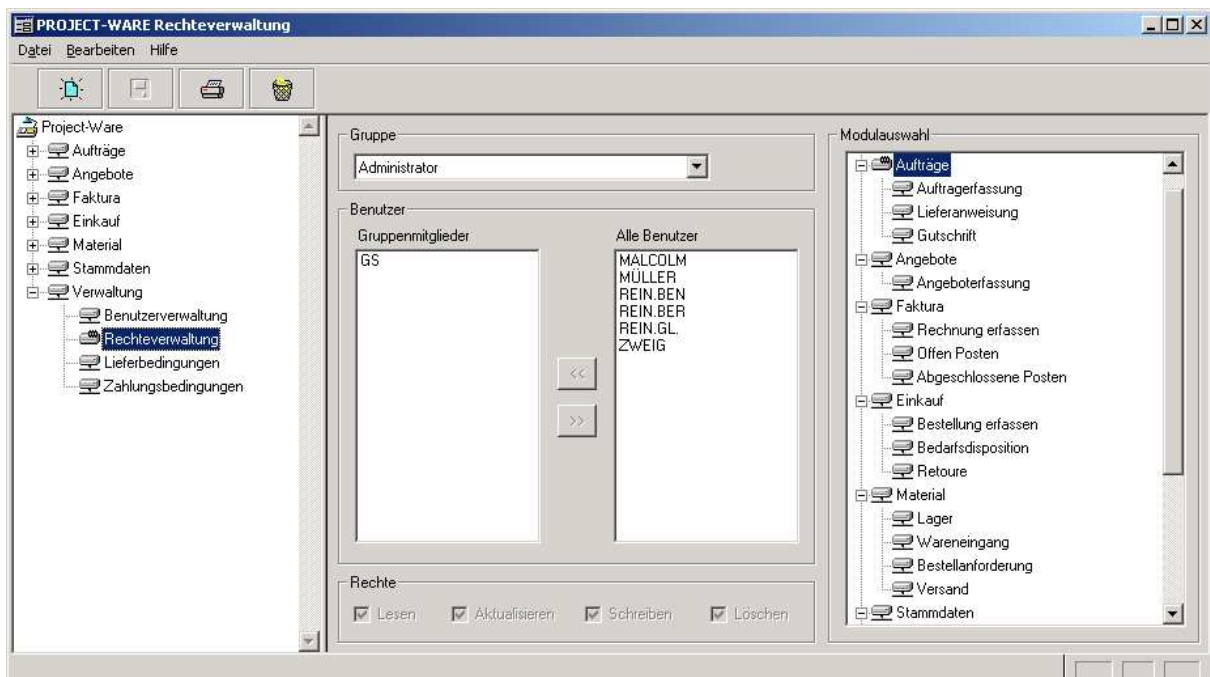 PROJECT-WARE Rechteverwaltung
Datei Bearbeiten Hilfe
Project-Ware
Aufträge
Angebote
Faktura
Einkauf
Material
Stammdaten
Verwaltung
Benutzerverwaltung
Rechteverwaltung
Lieferbedingungen
Zahlungsbedingungen
Gruppe
Administrator
Benutzer
Gruppenmitglieder
GS
<<
>>
Alle Benutzer
MALCOLM
MÜLLER
REIN.BEN
REIN.BER
REIN.GL.
ZWEIG
Rechte
Lesen Aktualisieren Schreiben Löschen
Modulauswahl
Aufträge
Auftragerfassung
Lieferanweisung
Gutschrift
Angebote
Angeboterfassung
Faktura
Rechnung erfassen
Offen Posten
Abgeschlossene Posten
Einkauf
Bestellung erfassen
Bedarfsdisposition
Retoure
Material
Lager
Wareneingang
Bestellanforderung
Versand
Stammdaten